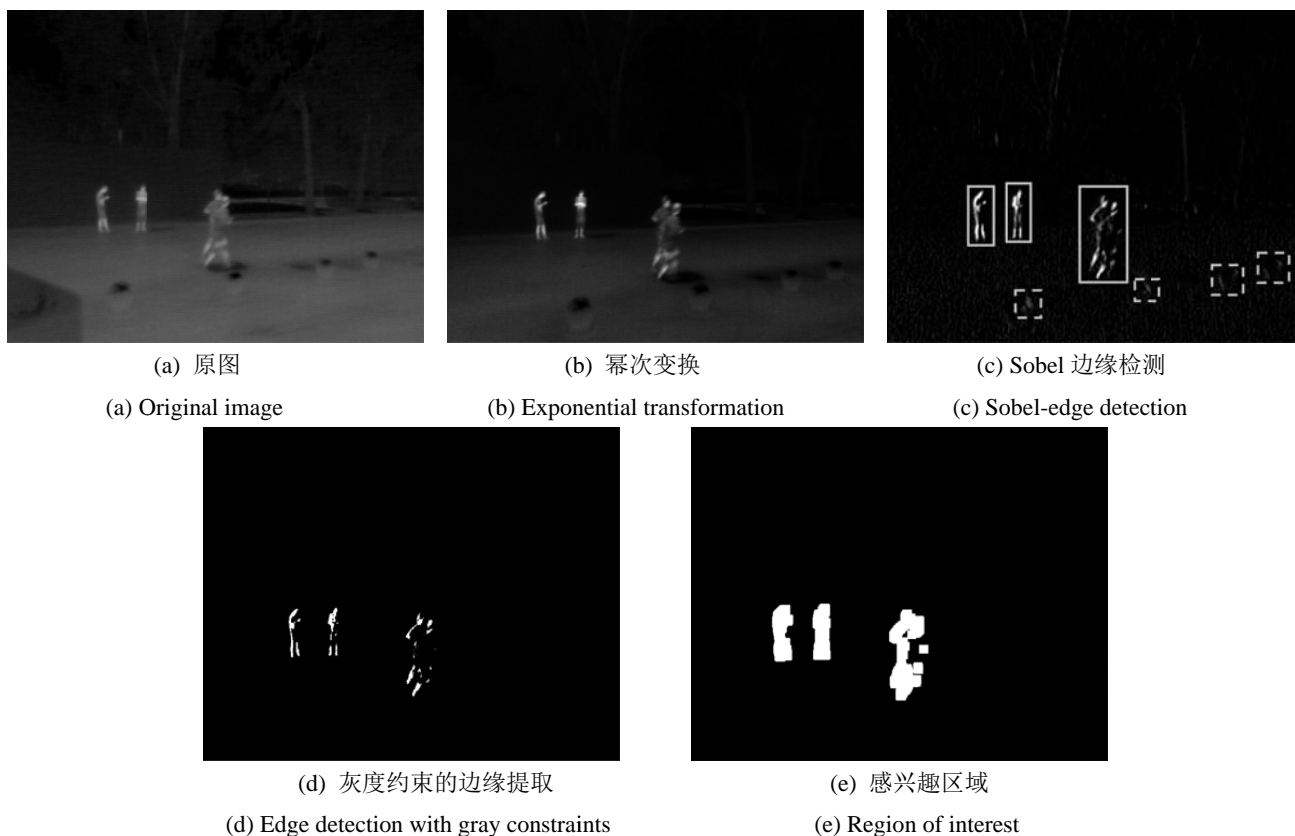 (a) 原图
(b) 幂次变换
(c) Sobel 边缘检测
(a) Original image
(b) Exponential transformation
(c) Sobel-edge detection
(d) 灰度约束的边缘提取
(e) 感兴趣区域
(d) Edge detection with gray constraints
(e) Region of interest